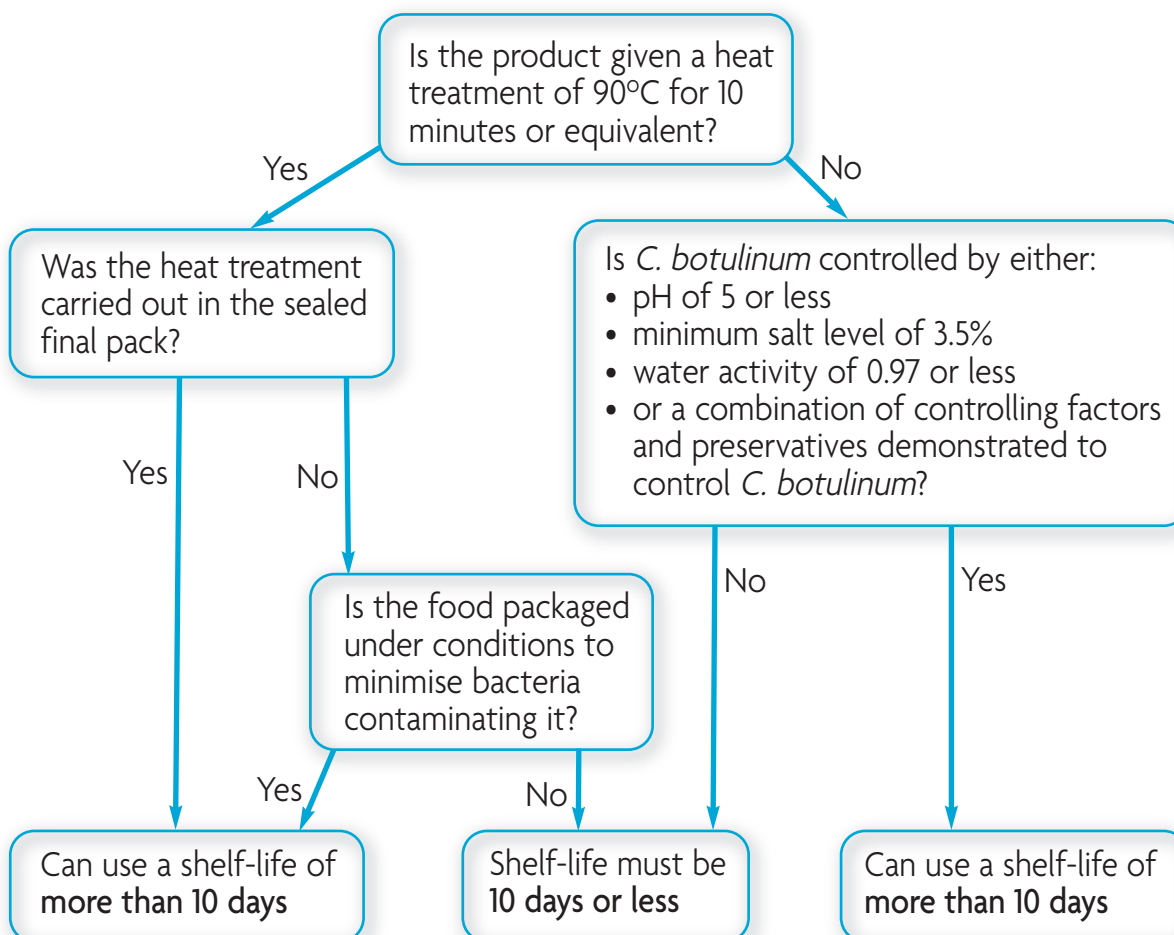 Is the product given a heat
treatment of 90°C for 10
minutes or equivalent?
Yes
No
Was the heat treatment
carried out in the sealed
final pack?
Is C. botulinum controlled by either:
• pH of 5 or less
• minimum salt level of 3.5%
• water activity of 0.97 or less
• or a combination of controlling factors
and preservatives demonstrated to
control C. botulinum?
Yes
No
No
Yes
Is the food packaged
under conditions to
minimise bacteria
contaminating it?
Yes
No
Can use a shelf-life of
more than 10 days
Shelf-life must be
10 days or less
Can use a shelf-life of
more than 10 days